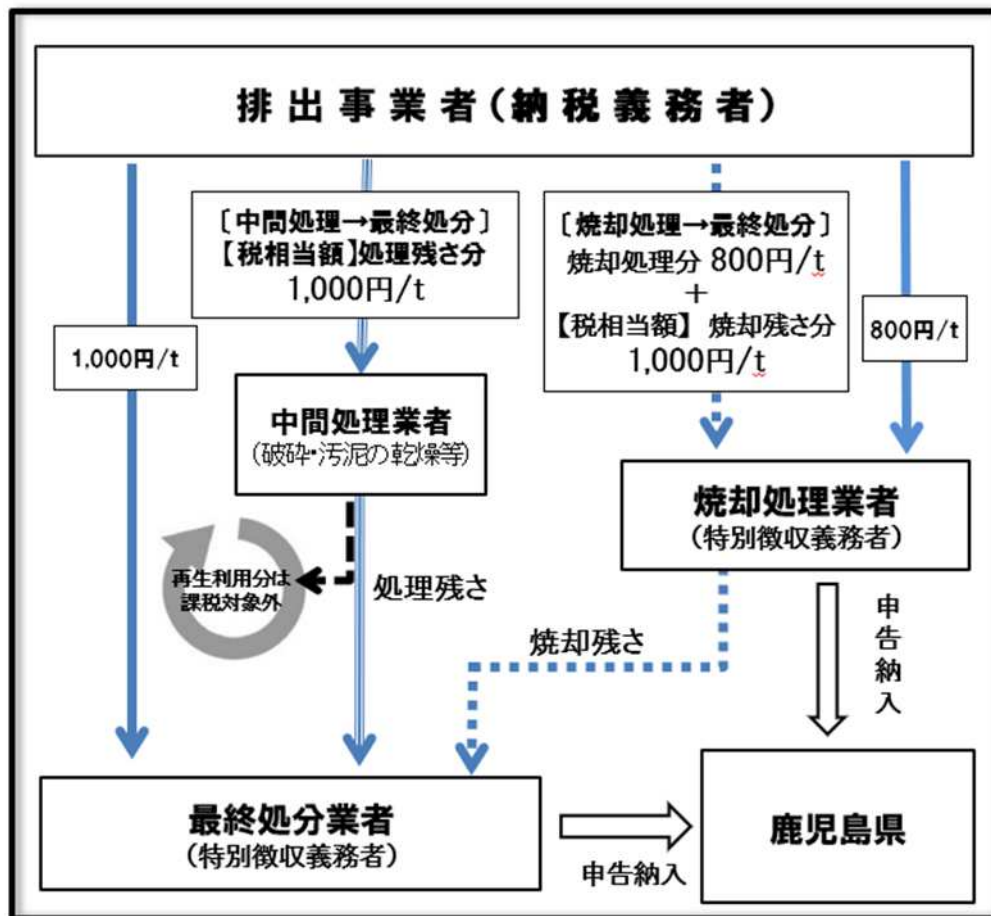 排出事業者（納税義務者）
〔中間処理→最終処分〕
【税相当額】処理残さ分
1,000円/t
〔焼却処理→最終処分〕
焼却処理分 800円/t
＋
【税相当額】 焼却残さ分
1,000円/t
1,000円/t
800円/t
中間処理業者
（破砕・汚泥の乾燥等）
焼却処理業者
（特別徴収義務者）
再生利用分は
課税対象外
処理残さ
焼却残さ
申告納入
最終処分業者
（特別徴収義務者）
申告納入
鹿児島県